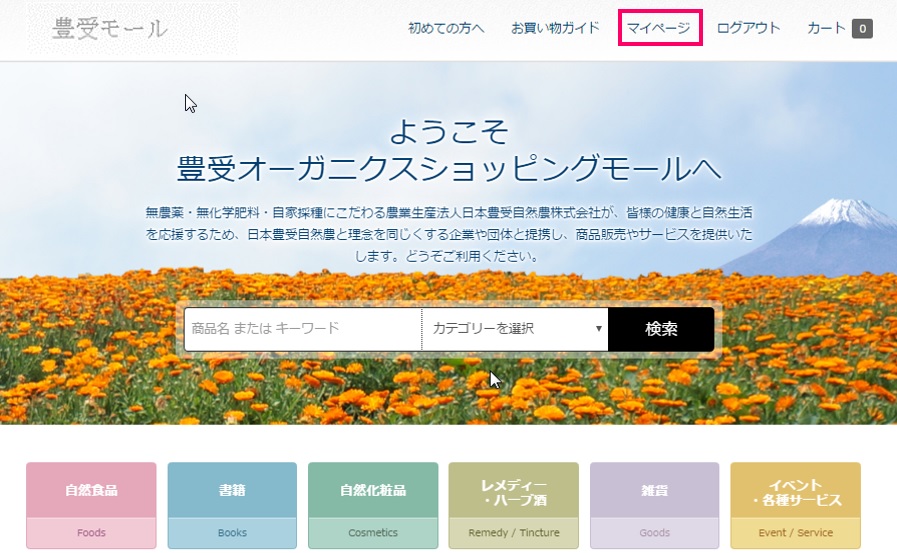 豊受モール
初めての方へ
お買い物ガイド
マイページ
ログアウト
カート 0
ようこそ
豊受オーガニクスショッピングモールへ
無農薬・無化学肥料・自家採種にこだわる農業生産法人日本豊受自然農株式会社が、皆様の健康と自然生活
を応援するため、日本豊受自然農と理念を同じくする企業や団体と提携し、商品販売やサービスを提供いた
します。どうぞご利用ください。
商品名 または キーワード
カテゴリーを選択
検索
自然食品
Foods
書籍
Books
自然化粧品
Cosmetics
レメディー
・ハーブ酒
Remedy / Tincture
雑貨
Goods
イベント
・各種サービス
Event / Service